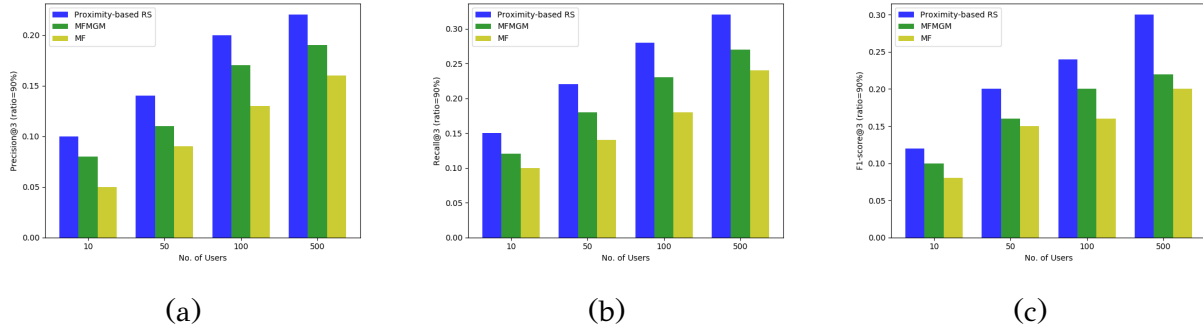 Precision@3 (ratio=90%)
0.20
0.15
0.10
0.05
0.00
Proximity-based RS
MFMGM
MF
10 50 100 500
No. of Users
(a)
Recall@3 (ratio=90%)
0.30
0.25
0.20
0.15
0.10
0.05
0.00
Proximity-based RS
MFMGM
MF
10 50 100 500
No. of Users
(b)
F1-score@3 (ratio=90%)
0.30
0.25
0.20
0.15
0.10
0.05
0.00
Proximity-based RS
MFMGM
MF
10 50 100 500
No. of Users
(c)